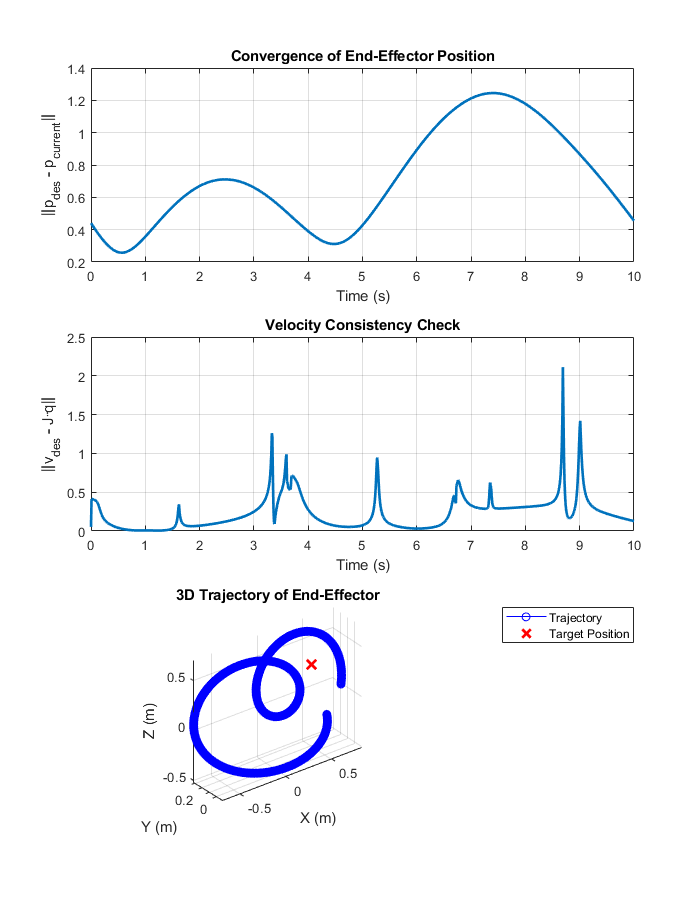 Convergence of End-Effector Position
1.4
1.2
1
0.8
0.6
0.4
0.2
||p_des - p_current||
0 1 2 3 4 5 6 7 8 9 10
Time (s)
Velocity Consistency Check
2.5
2
1.5
1
0.5
0
||v_des - J·q||
0 1 2 3 4 5 6 7 8 9 10
Time (s)
3D Trajectory of End-Effector
Trajectory
Target Position
0.5
0
-0.5
Z (m)
0.2
0
Y (m)
-0.5
0
0.5
X (m)